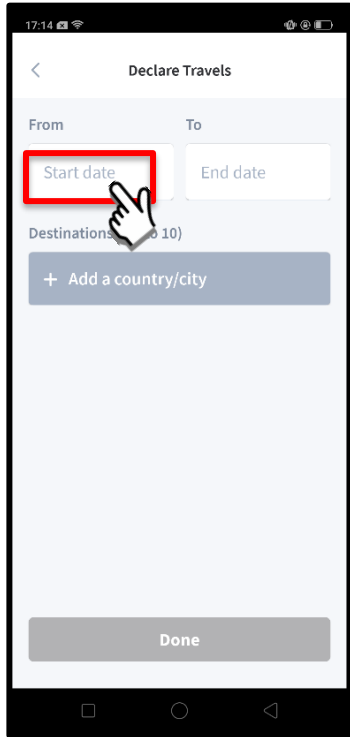 17:14
Declare Travels
From To
Start date End date
Destinations 10)
+ Add a country/city
Done